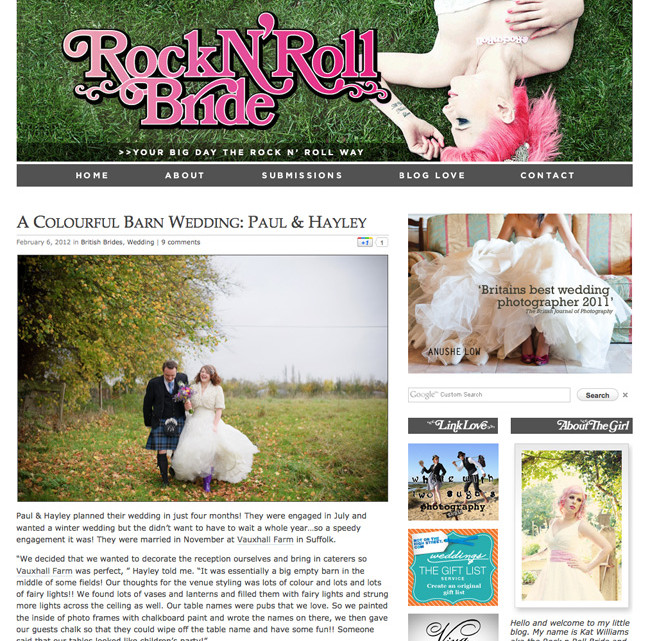 Rock N' Roll
Bride
>>YOUR BIG DAY THE ROCK N' ROLL WAY
HOME ABOUT SUBMISSIONS BLOG LOVE CONTACT
A COLOURFUL BARN WEDDING: PAUL & HAYLEY
February 6, 2012 in British Brides, Wedding | 9 comments
+1 1
Paul & Hayley planned their wedding in just four months! They were engaged in July and
wanted a winter wedding but the didn't want to have to wait a whole year...so a speedy
engagement it was! They were married in November at Vauxhall Farm in Suffolk.
"We decided that we wanted to decorate the reception ourselves and bring in caterers so
Vauxhall Farm was perfect, " Hayley told me. "It was essentially a big empty barn in the
middle of some fields! Our thoughts for the venue styling was lots of colour and lots and lots
of fairy lights!! We found lots of vases and lanterns and filled them with fairy lights and strung
more lights across the ceiling as well. Our table names were pubs that we love. So we painted
the inside of photo frames with chalkboard paint and wrote the names on there, we then gave
our guests chalk so that they could wipe off the table name and have some fun!! Someone
said that our tables looked like children's party!"
'Britains best wedding
photographer 2011'
The British Journal of Photography
ANUSHE LOW
Google™ Custom Search
Search ×
Link Love
About The Girl
white with
two sugars
photography
NOT ON THE
HIGH STREET
.COM
weddings
THE GIFT LIST
SERVICE
Create an original
gift list
Hello and welcome to my little
blog. My name is Kat Williams
aka the Rock n Roll Bride and